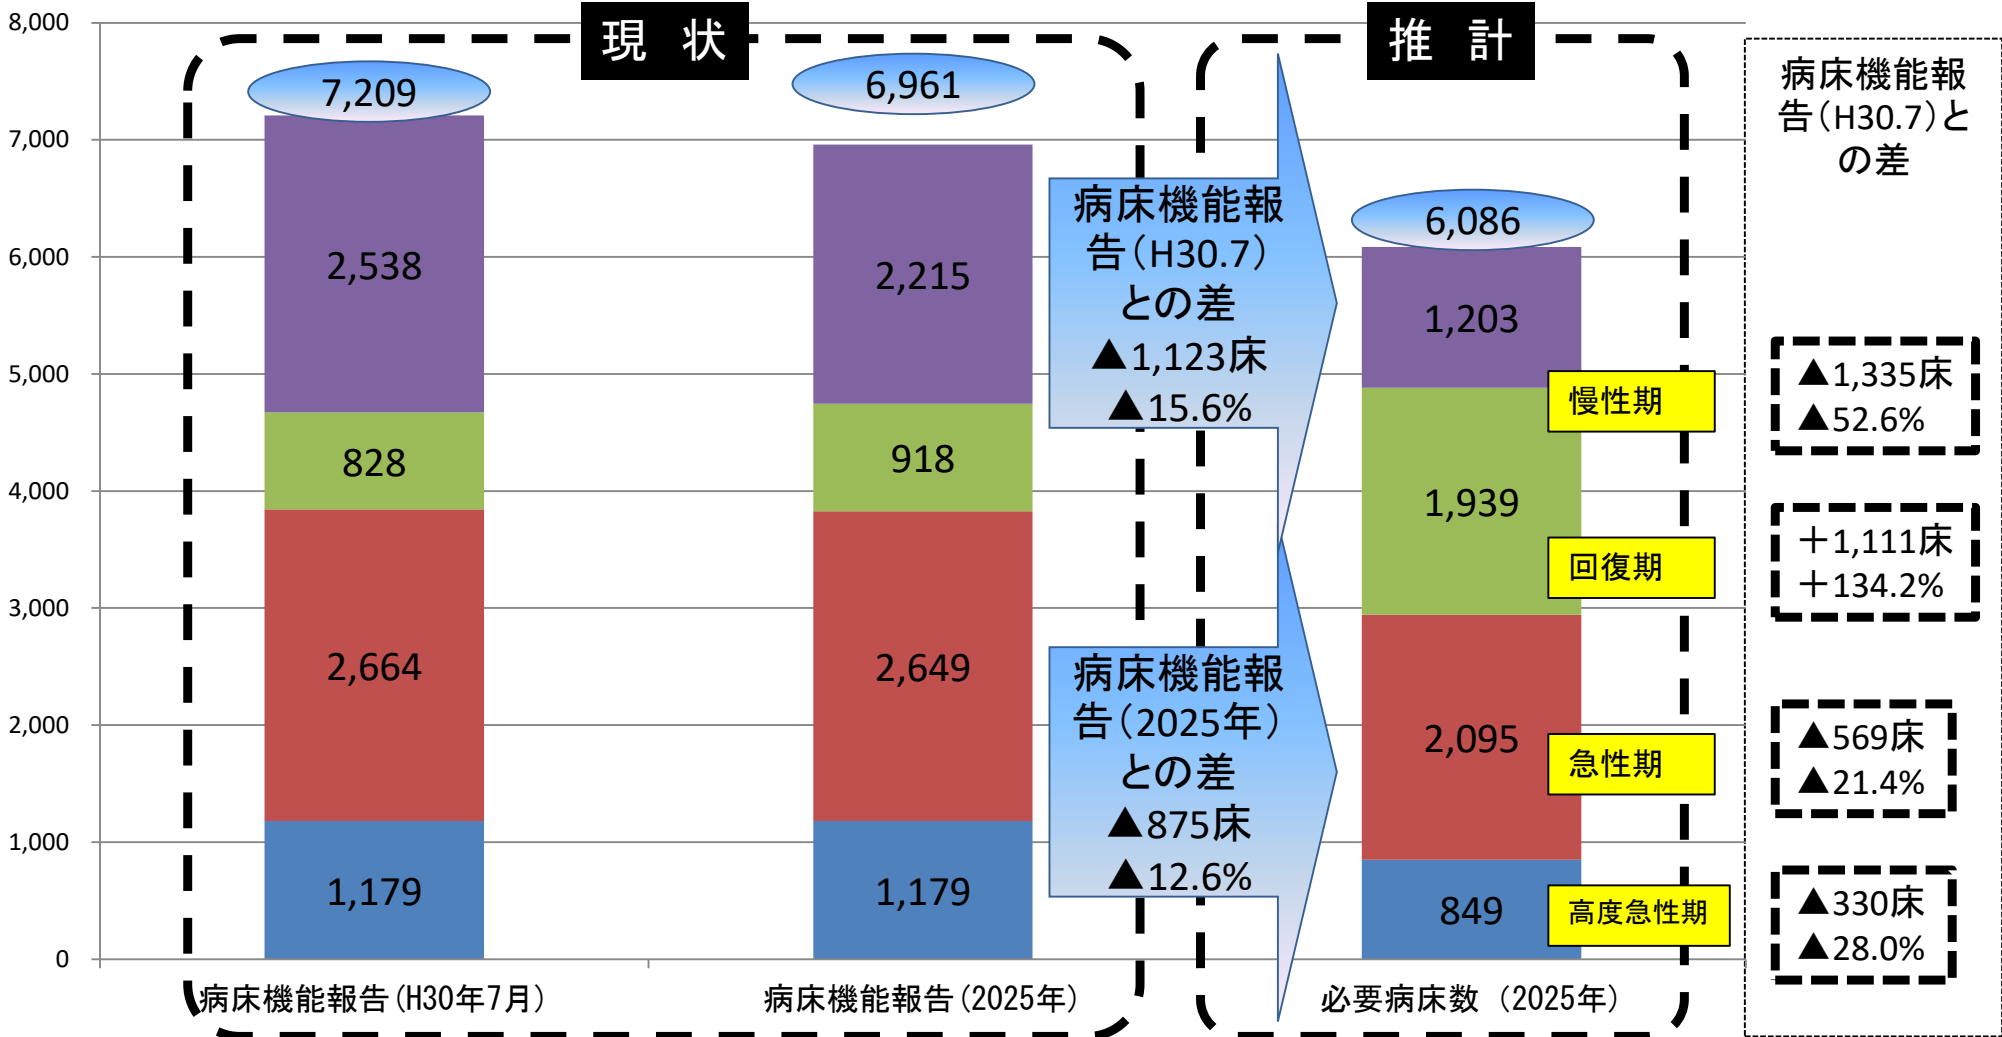 現 状
推 計
8,000
7,000
6,000
5,000
4,000
3,000
2,000
1,000
0
7,209
2,538
828
2,664
1,179
病床機能報告(H30年7月)
6,961
2,215
918
2,649
1,179
病床機能報告(2025年)
病床機能報
告(H30.7)
との差
▲1,123床
▲15.6%
病床機能報
告(2025年)
との差
▲875床
▲12.6%
6,086
1,203
1,939
2,095
849
必要病床数 (2025年)
慢性期
回復期
急性期
高度急性期
病床機能報
告(H30.7)と
の差
▲1,335床
▲52.6%
＋1,111床
＋134.2%
▲569床
▲21.4%
▲330床
▲28.0%